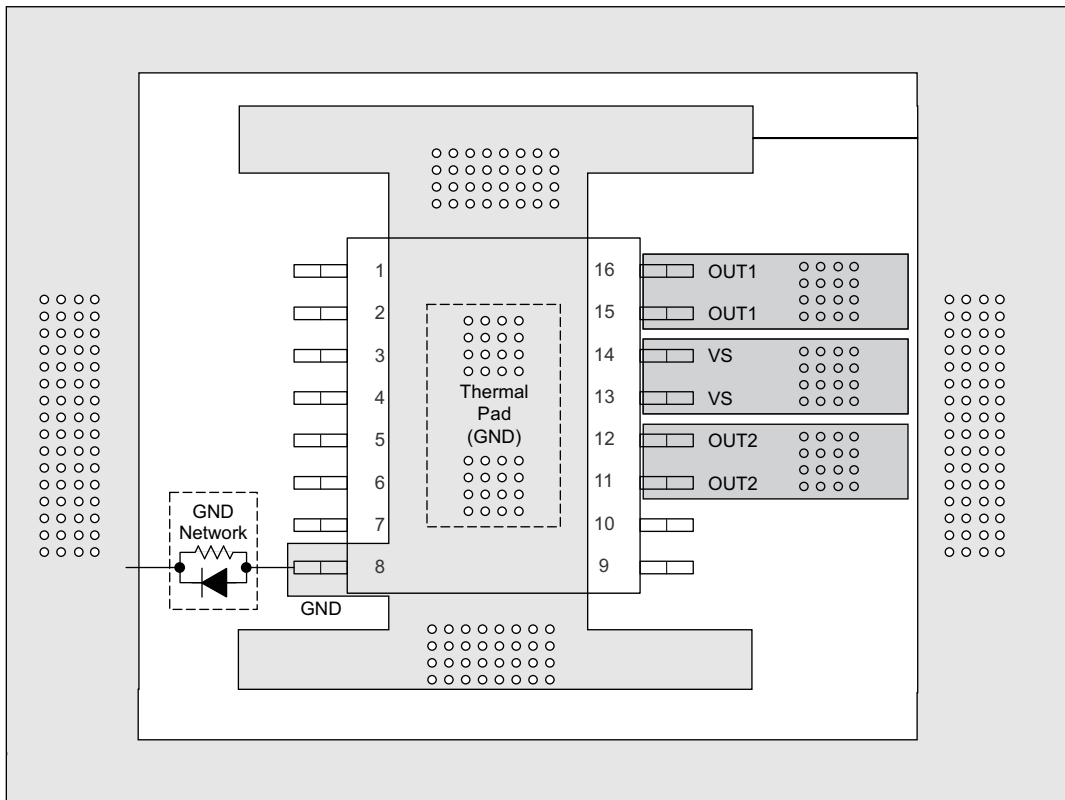 1
2
3
4
5
6
7
8
GND
Network
GND
Thermal
Pad
(GND)
16 OUT1
15 OUT1
14 VS
13 VS
12 OUT2
11 OUT2
10
9